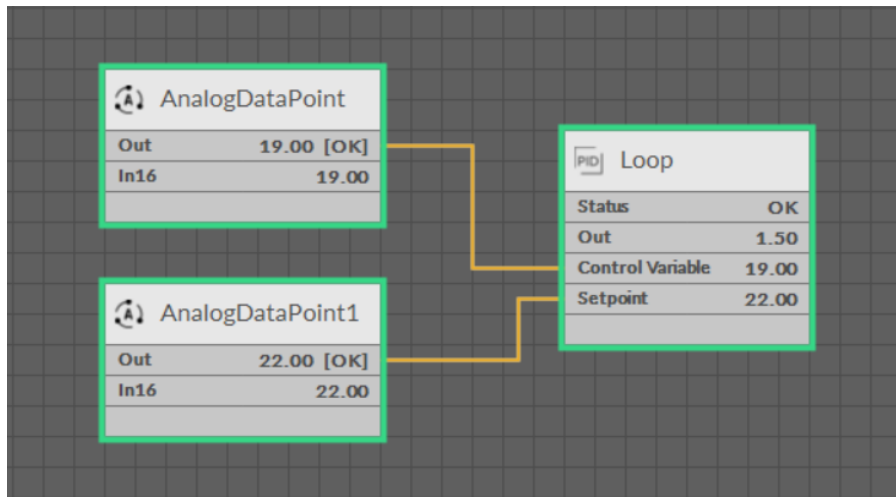 AnalogDataPoint
Out 19.00 [OK]
In16 19.00
AnalogDataPoint1
Out 22.00 [OK]
In16 22.00
PID Loop
Status OK
Out 1.50
Control Variable 19.00
Setpoint 22.00